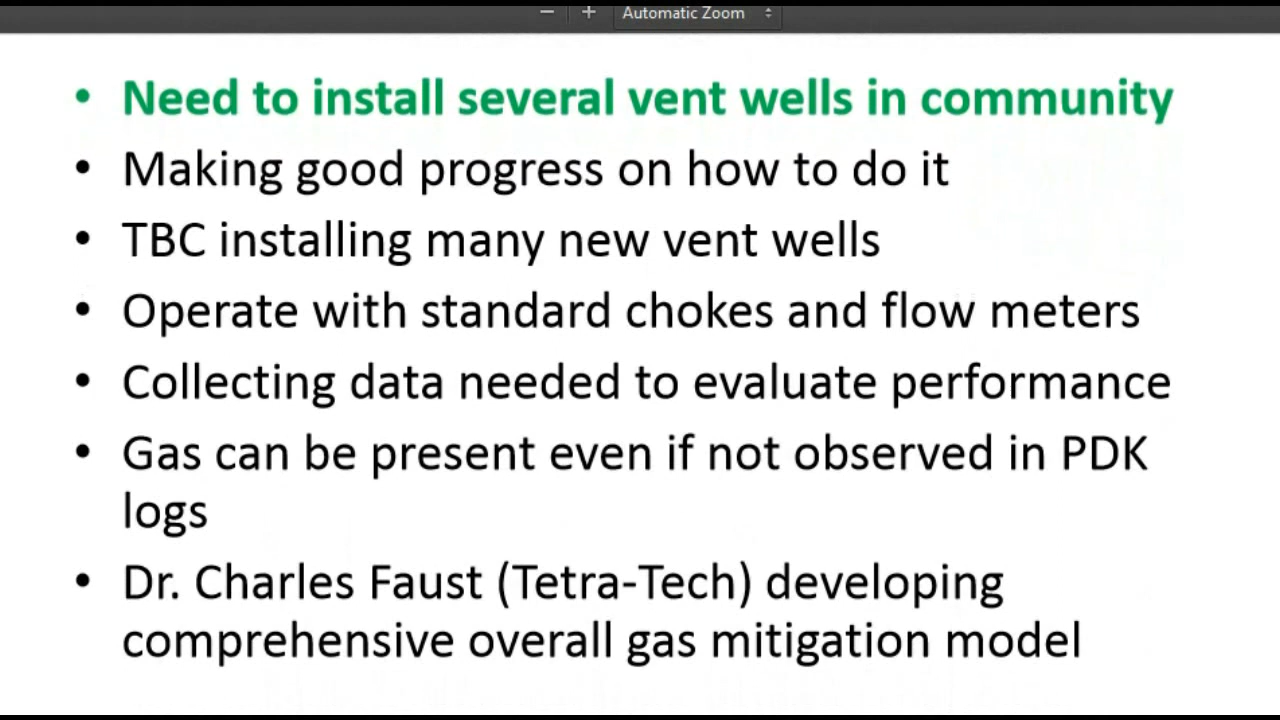 Automatic Zoom
• Need to install several vent wells in community
• Making good progress on how to do it
• TBC installing many new vent wells
• Operate with standard chokes and flow meters
• Collecting data needed to evaluate performance
• Gas can be present even if not observed in PDK
logs
• Dr. Charles Faust (Tetra-Tech) developing
comprehensive overall gas mitigation model